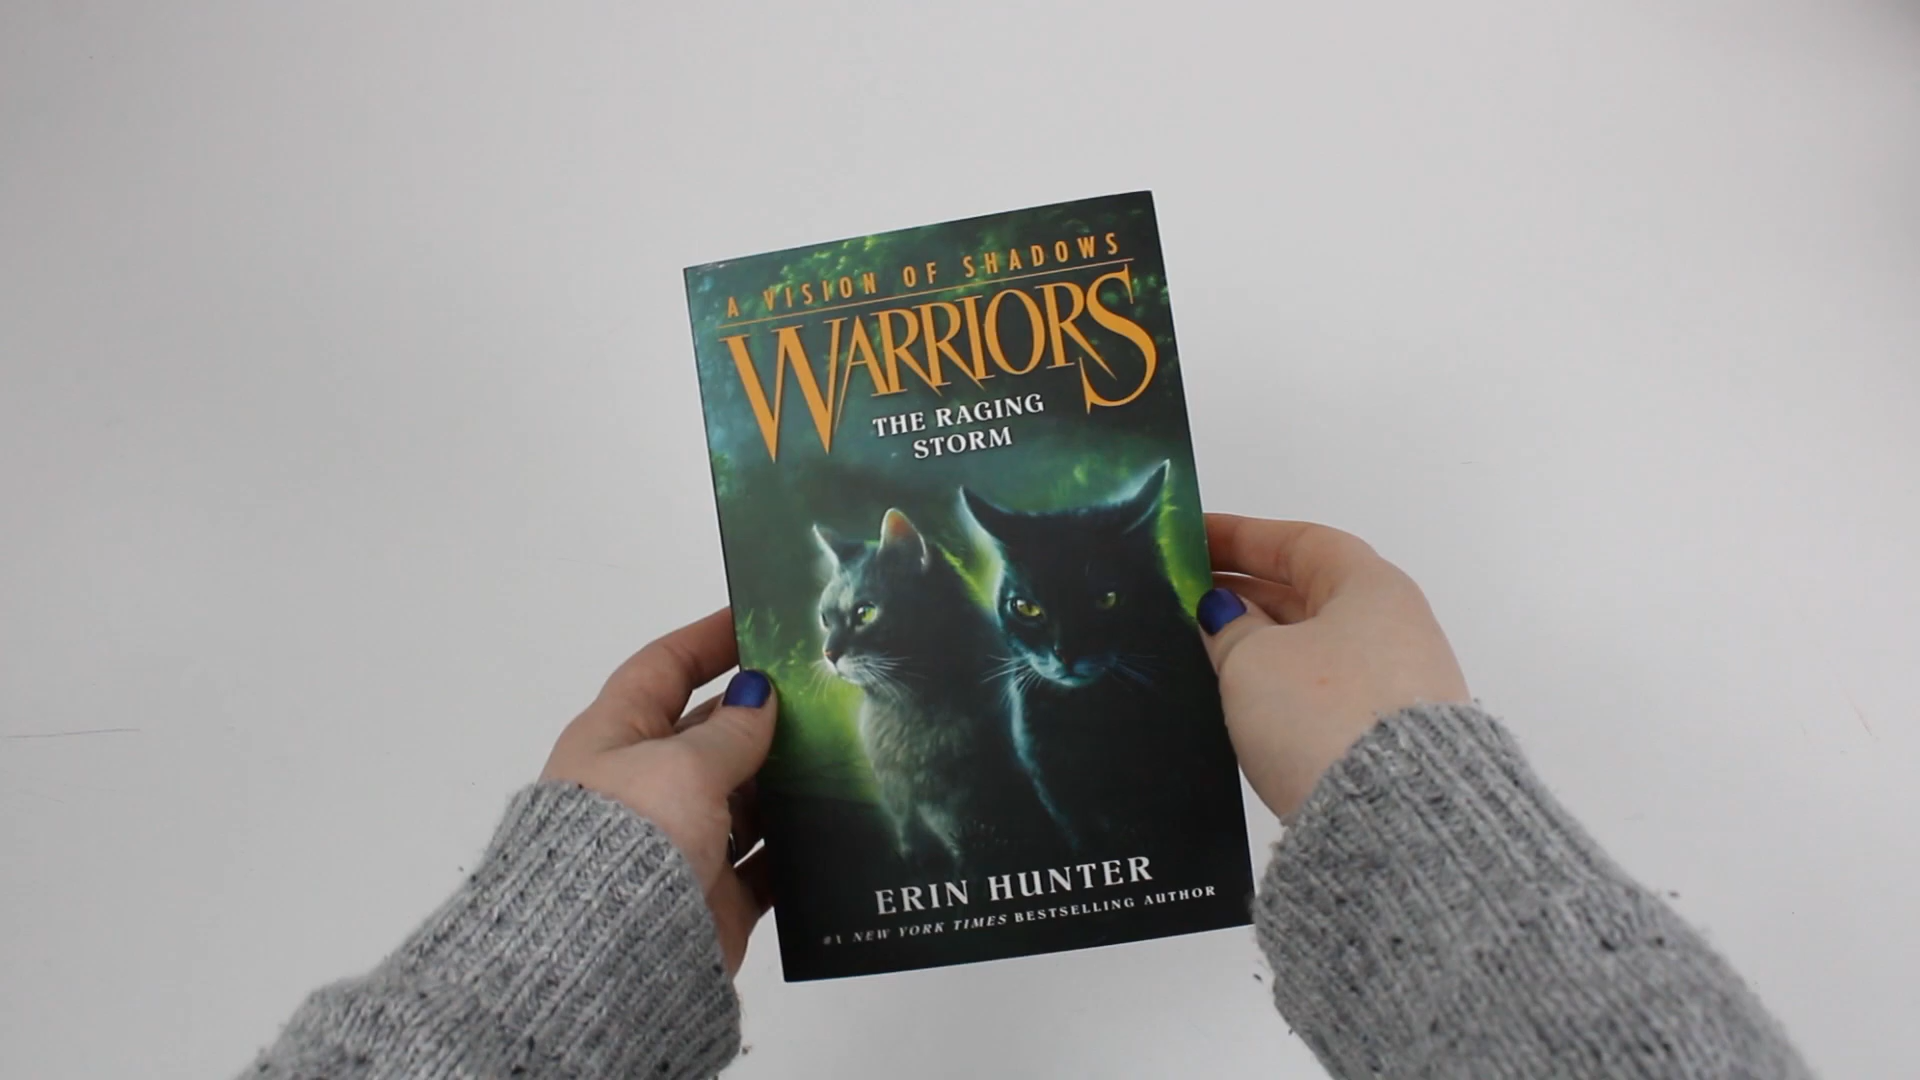 A VISION OF SHADOWS
WARRIORS
THE RAGING
STORM
ERIN HUNTER
#1 NEW YORK TIMES BESTSELLING AUTHOR